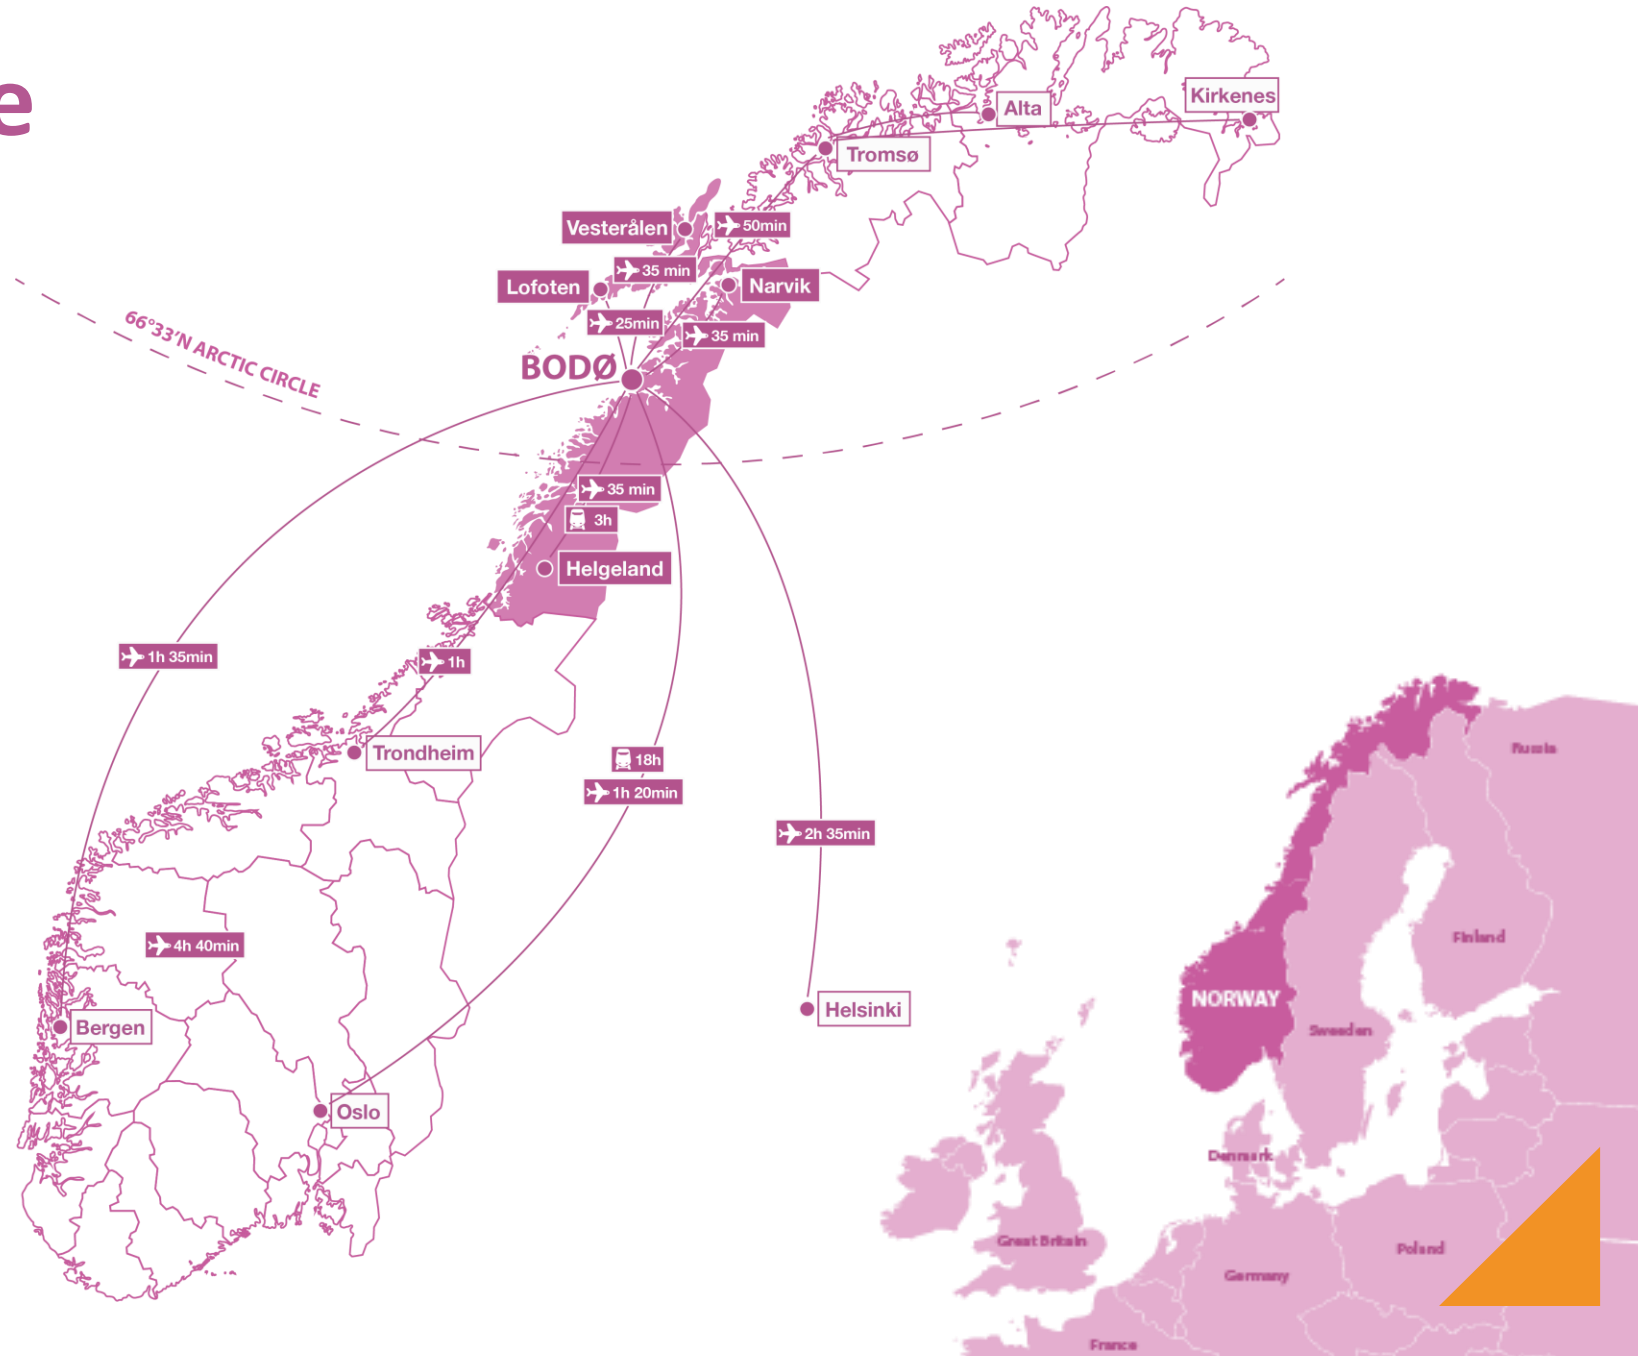 e
Kirkenes
Alta
Tromsø
Vesterålen
50min
35 min
Lofoten
Narvik
25min
35 min
66°33'N ARCTIC CIRCLE
BODØ
35 min
3h
Helgeland
1h 35min
1h
Trondheim
18h
1h 20min
2h 35min
4h 40min
Bergen
Helsinki
Oslo
Russia
Finland
NORWAY
Sweeden
Denmark
Great Britain
Poland
Germany
France